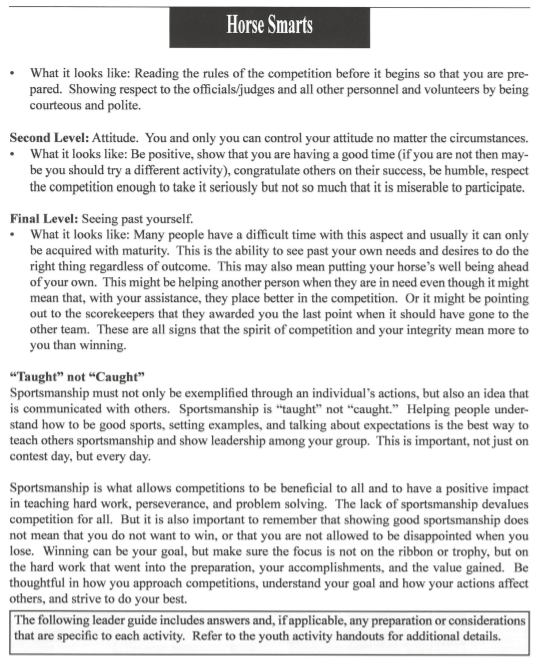 Horse Smarts
• What it looks like: Reading the rules of the competition before it begins so that you are pre-
pared. Showing respect to the officials/judges and all other personnel and volunteers by being
courteous and polite.
Second Level: Attitude. You and only you can control your attitude no matter the circumstances.
• What it looks like: Be positive, show that you are having a good time (if you are not then may-
be you should try a different activity), congratulate others on their success, be humble, respect
the competition enough to take it seriously but not so much that it is miserable to participate.
Final Level: Seeing past yourself.
• What it looks like: Many people have a difficult time with this aspect and usually it can only
be acquired with maturity. This is the ability to see past your own needs and desires to do the
right thing regardless of outcome. This may also mean putting your horse's well being ahead
of your own. This might be helping another person when they are in need even though it might
mean that, with your assistance, they place better in the competition. Or it might be pointing
out to the scorekeepers that they awarded you the last point when it should have gone to the
other team. These are all signs that the spirit of competition and your integrity mean more to
you than winning.
“Taught” not “Caught”
Sportsmanship must not only be exemplified through an individual's actions, but also an idea that
is communicated with others. Sportsmanship is “taught” not “caught.” Helping people under-
stand how to be good sports, setting examples, and talking about expectations is the best way to
teach others sportsmanship and show leadership among your group. This is important, not just on
contest day, but every day.
Sportsmanship is what allows competitions to be beneficial to all and to have a positive impact
in teaching hard work, perseverance, and problem solving. The lack of sportsmanship devalues
competition for all. But it is also important to remember that showing good sportsmanship does
not mean that you do not want to win, or that you are not allowed to be disappointed when you
lose. Winning can be your goal, but make sure the focus is not on the ribbon or trophy, but on
the hard work that went into the preparation, your accomplishments, and the value gained. Be
thoughtful in how you approach competitions, understand your goal and how your actions affect
others, and strive to do your best.
The following leader guide includes answers and, if applicable, any preparation or considerations
that are specific to each activity. Refer to the youth activity handouts for additional details.